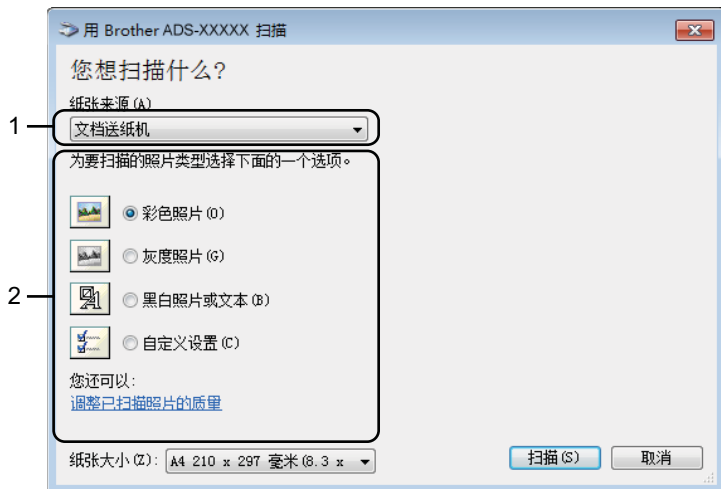 用 Brother ADS-XXXXX 扫描
您想扫描什么?
纸张来源(A)
1
文档送纸机
为要扫描的照片类型选择下面的一个选项。
彩色照片(O)
灰度照片(G)
2
黑白照片或文本(B)
自定义设置(C)
您还可以:
调整已扫描照片的质量
纸张大小(Z): A4 210 x 297 毫米(8.3 x
扫描(S) 取消